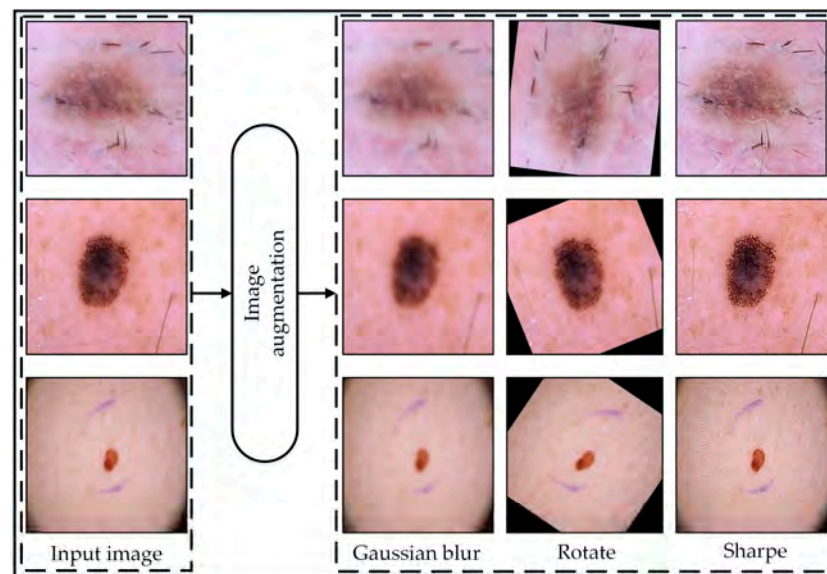 Image
augmentation
Input image
Gaussian blur
Rotate
Sharpe